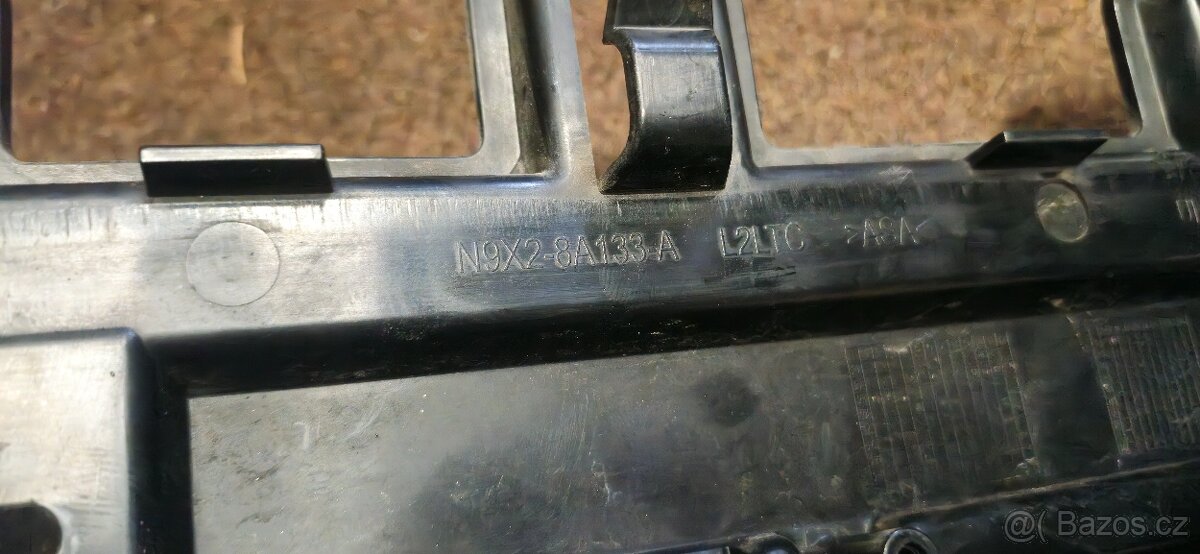 N9X2-8A133-A L2LTC >ASA<
@( Bazos.cz